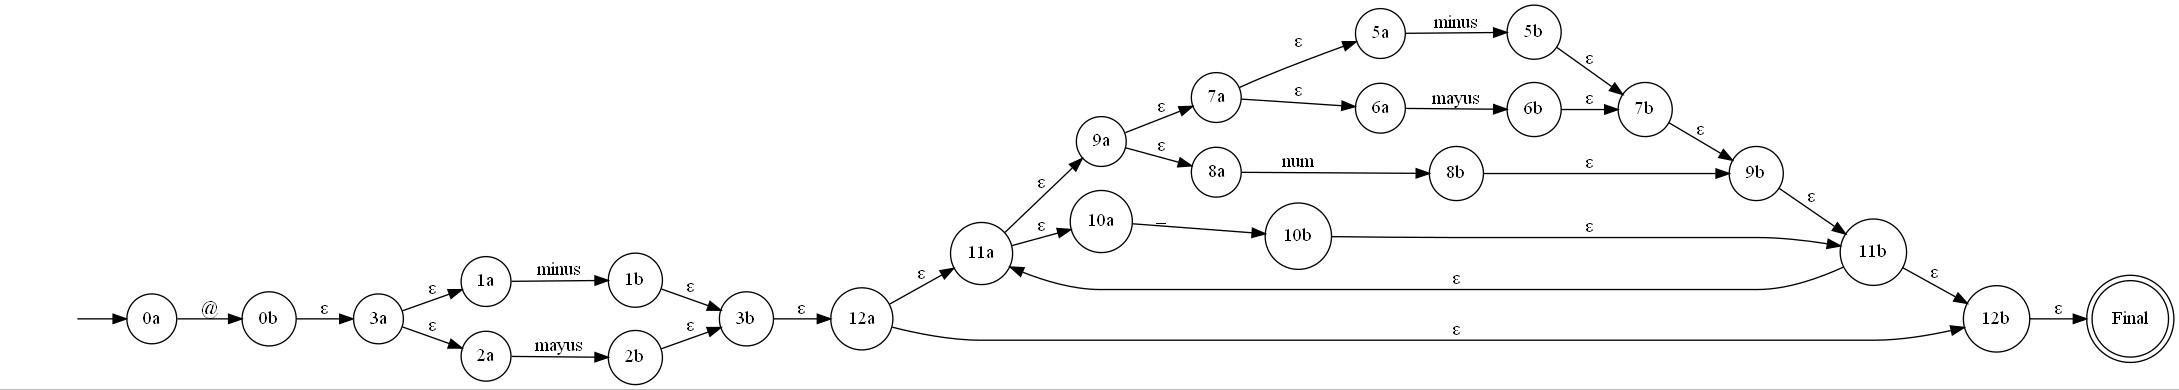 5a minus 5b
ε ε
7a ε 6a mayus 6b ε 7b
ε ε
9a ε 8a num 8b ε 9b
ε ε
10a _ 10b ε
11a ε 11b
ε ε ε
1a minus 1b
ε ε
0a @ 0b ε 3a 3b ε 12a 12b ε Final
ε ε ε
2a mayus 2b